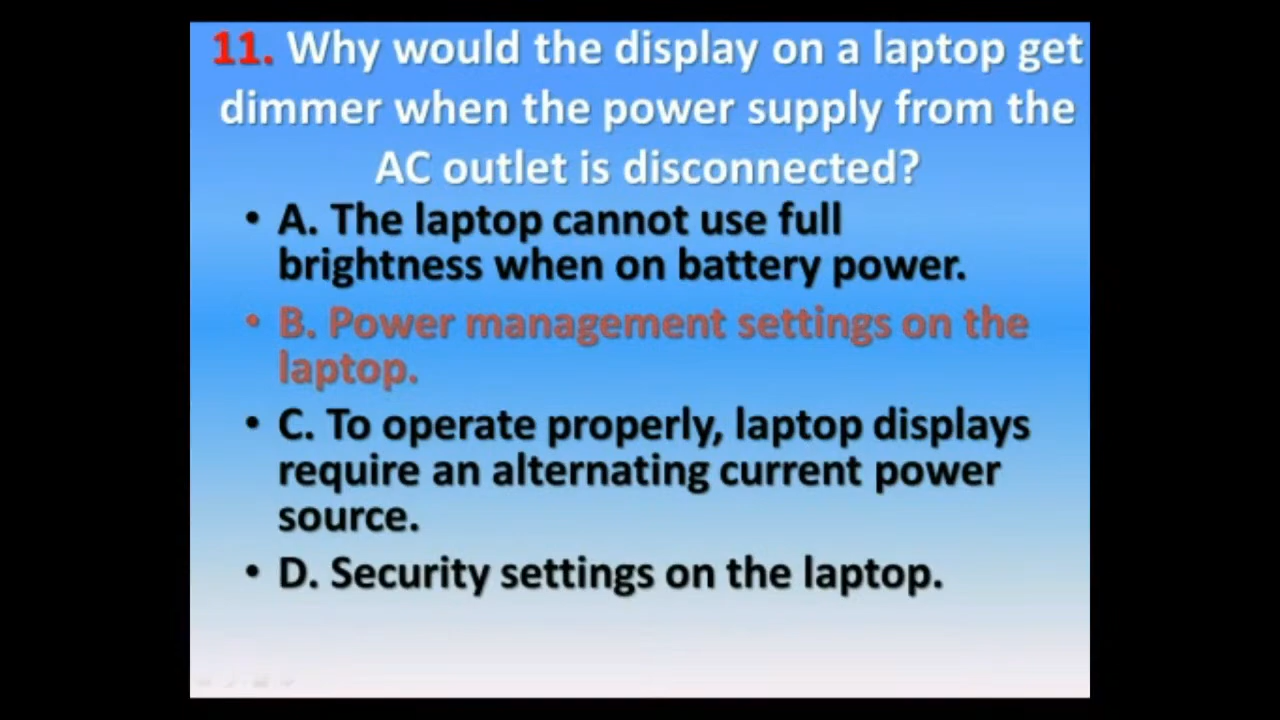 11. Why would the display on a laptop get
dimmer when the power supply from the
AC outlet is disconnected?
• A. The laptop cannot use full
brightness when on battery power.
• B. Power management settings on the
laptop.
• C. To operate properly, laptop displays
require an alternating current power
source.
• D. Security settings on the laptop.